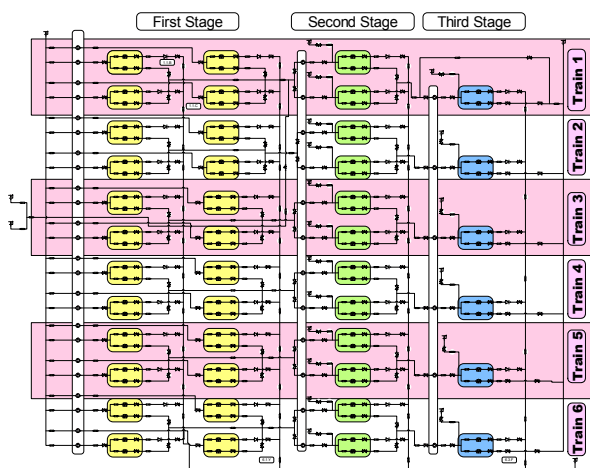 First Stage
Second Stage
Third Stage
Train 1
Train 2
Train 3
Train 4
Train 5
Train 6